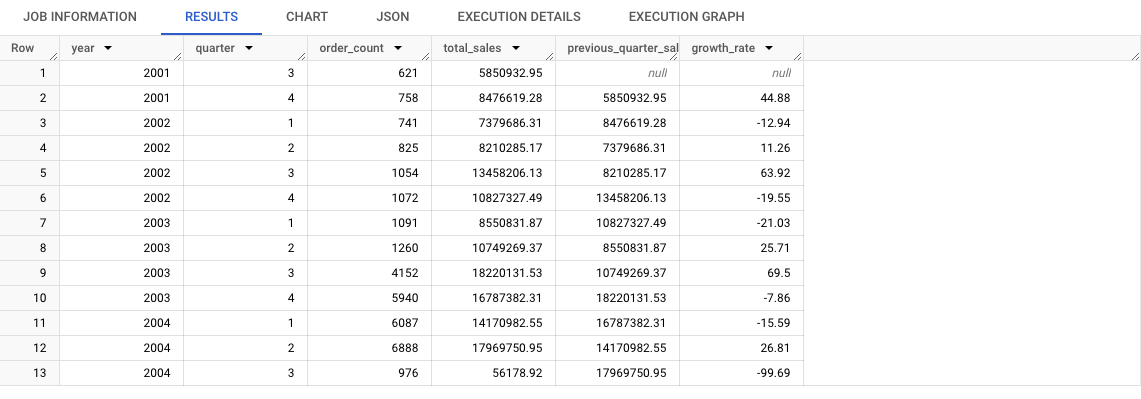 JOB INFORMATION RESULTS CHART JSON EXECUTION DETAILS EXECUTION GRAPH
Row year quarter order_count total_sales previous_quarter_sal growth_rate
1 2001 3 621 5850932.95 null null
2 2001 4 758 8476619.28 5850932.95 44.88
3 2002 1 741 7379686.31 8476619.28 -12.94
4 2002 2 825 8210285.17 7379686.31 11.26
5 2002 3 1054 13458206.13 8210285.17 63.92
6 2002 4 1072 10827327.49 13458206.13 -19.55
7 2003 1 1091 8550831.87 10827327.49 -21.03
8 2003 2 1260 10749269.37 8550831.87 25.71
9 2003 3 4152 18220131.53 10749269.37 69.5
10 2003 4 5940 16787382.31 18220131.53 -7.86
11 2004 1 6087 14170982.55 16787382.31 -15.59
12 2004 2 6888 17969750.95 14170982.55 26.81
13 2004 3 976 56178.92 17969750.95 -99.69